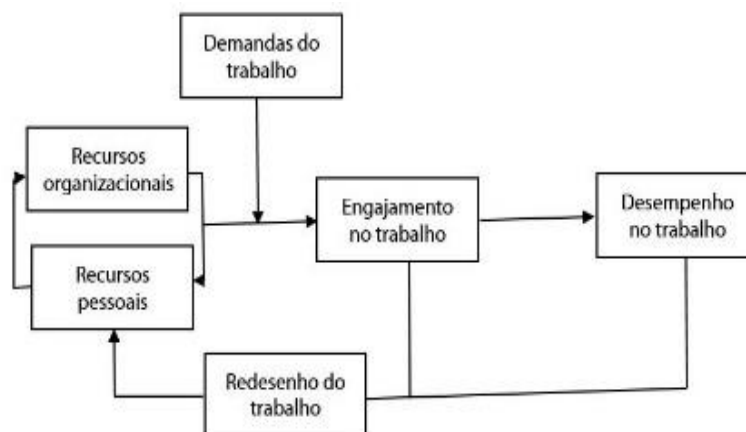 Demandas do
trabalho
Recursos
organizacionais
Engajamento
no trabalho
Desempenho
no trabalho
Recursos
pessoais
Redesenho do
trabalho